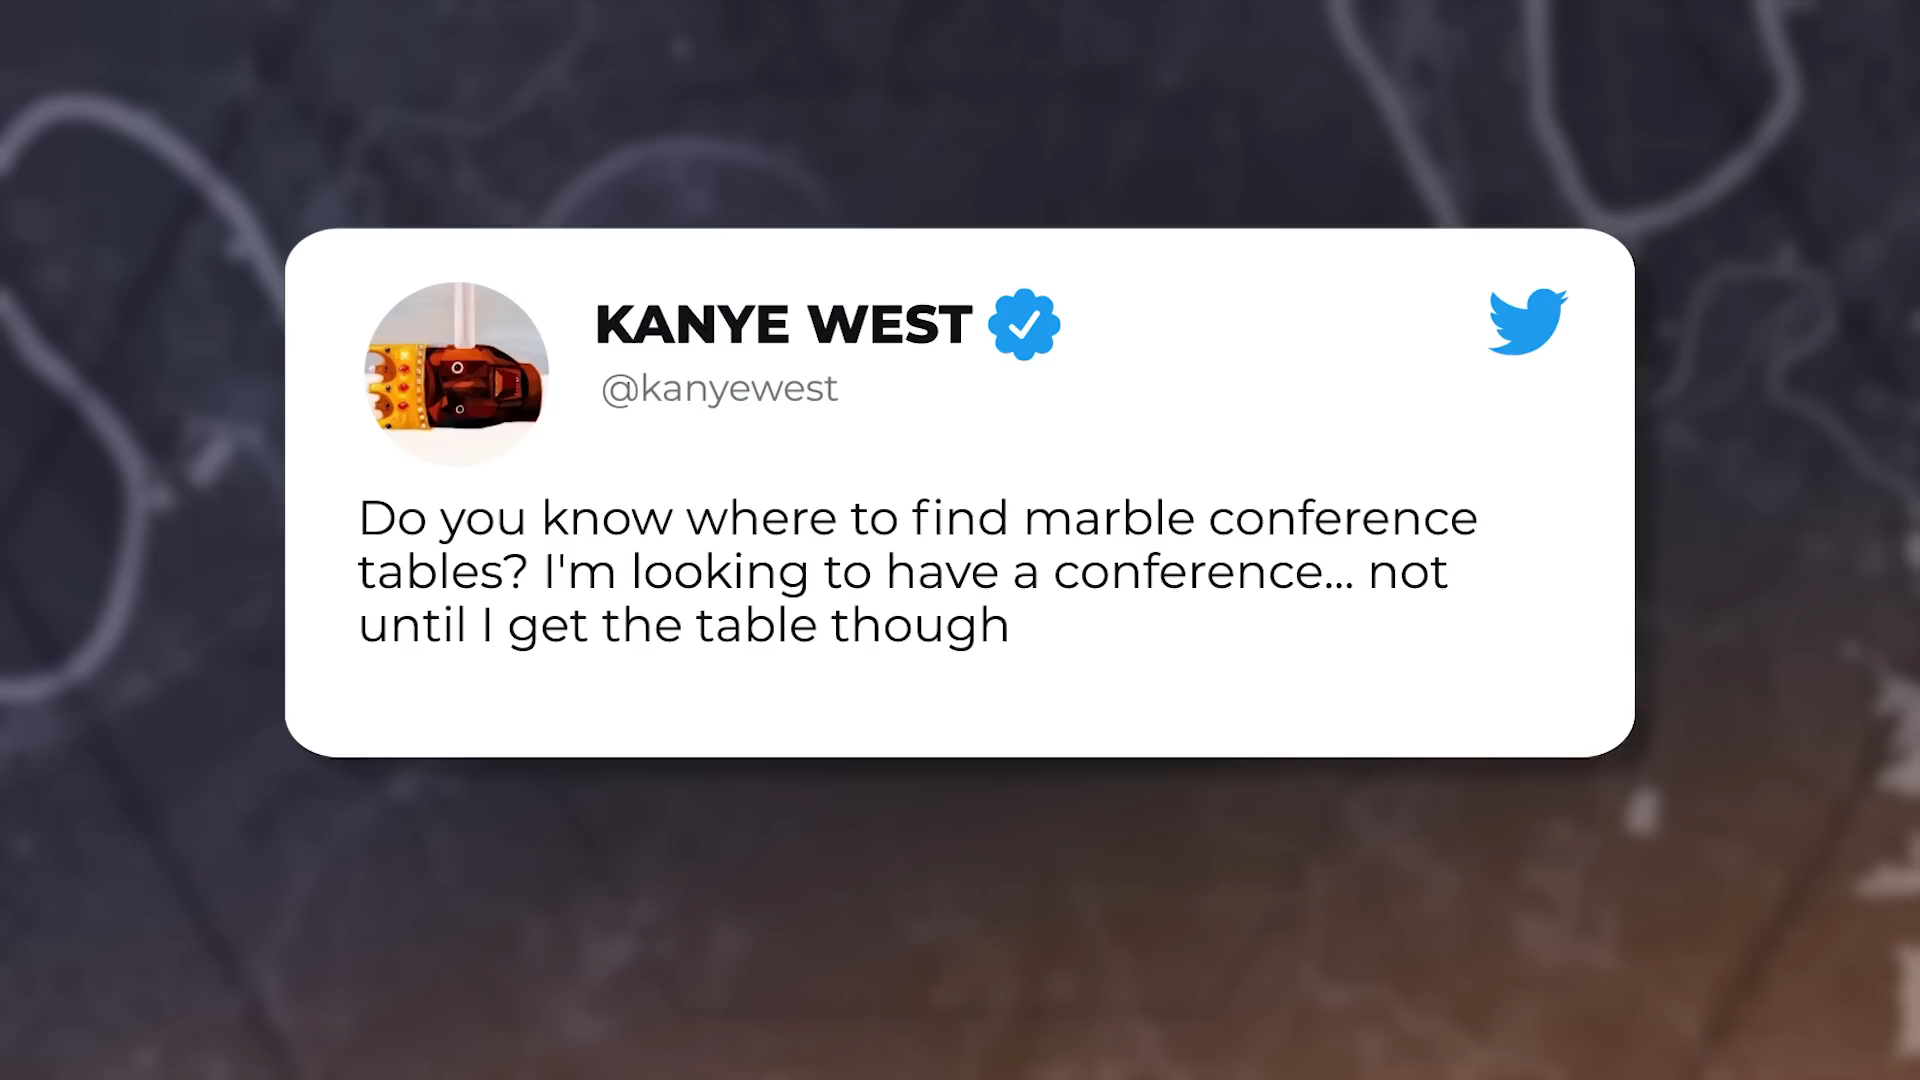 KANYE WEST
@kanyewest
Do you know where to find marble conference
tables? I'm looking to have a conference... not
until I get the table though